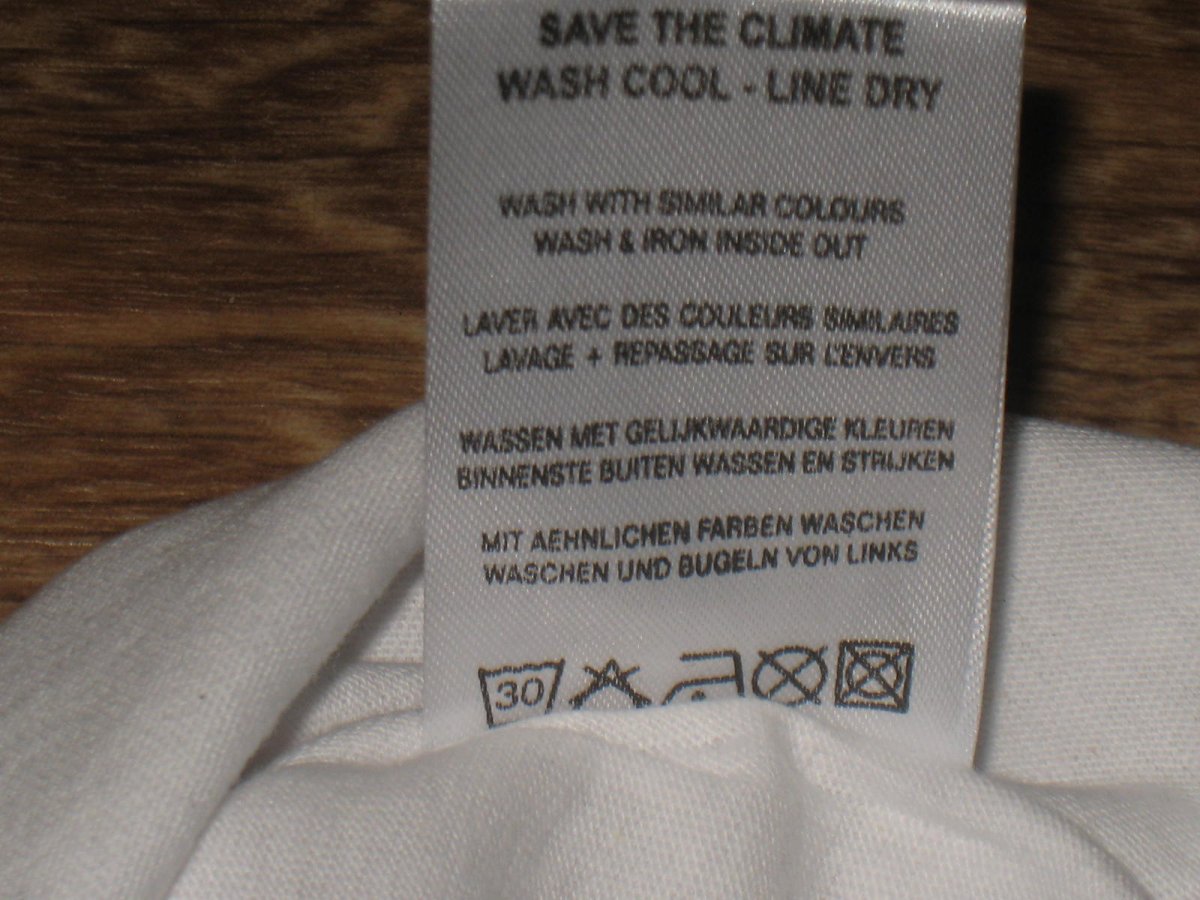 SAVE THE CLIMATE
WASH COOL - LINE DRY
WASH WITH SIMILAR COLOURS
WASH & IRON INSIDE OUT
LAVER AVEC DES COULEURS SIMILAIRES
LAVAGE + REPASSAGE SUR L'ENVERS
WASSEN MET GELIJKWAARDIGE KLEUREN
BINNENSTE BUITEN WASSEN EN STRIJKEN
MIT AEHNLICHEN FARBEN WASCHEN
WASCHEN UND BUGELN VON LINKS
30